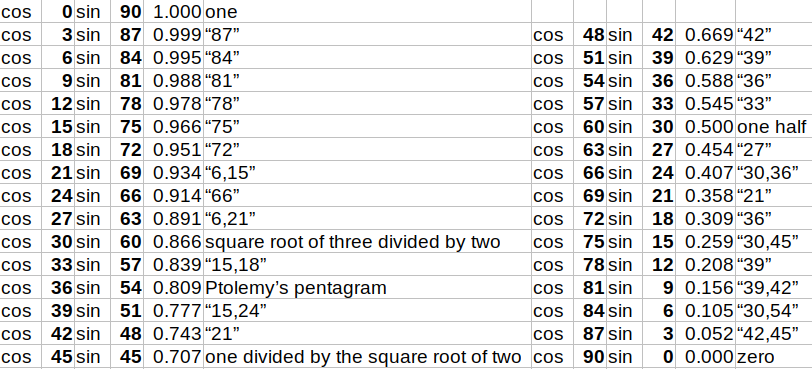 cos 0 sin 90 1.000 one
cos 3 sin 87 0.999 “87” cos 48 sin 42 0.669 “42”
cos 6 sin 84 0.995 “84” cos 51 sin 39 0.629 “39”
cos 9 sin 81 0.988 “81” cos 54 sin 36 0.588 “36”
cos 12 sin 78 0.978 “78” cos 57 sin 33 0.545 “33”
cos 15 sin 75 0.966 “75” cos 60 sin 30 0.500 one half
cos 18 sin 72 0.951 “72” cos 63 sin 27 0.454 “27”
cos 21 sin 69 0.934 “6,15” cos 66 sin 24 0.407 “30,36”
cos 24 sin 66 0.914 “66” cos 69 sin 21 0.358 “21”
cos 27 sin 63 0.891 “6,21” cos 72 sin 18 0.309 “36”
cos 30 sin 60 0.866 square root of three divided by two cos 75 sin 15 0.259 “30,45”
cos 33 sin 57 0.839 “15,18” cos 78 sin 12 0.208 “39”
cos 36 sin 54 0.809 Ptolemy’s pentagram cos 81 sin 9 0.156 “39,42”
cos 39 sin 51 0.777 “15,24” cos 84 sin 6 0.105 “30,54”
cos 42 sin 48 0.743 “21” cos 87 sin 3 0.052 “42,45”
cos 45 sin 45 0.707 one divided by the square root of two cos 90 sin 0 0.000 zero